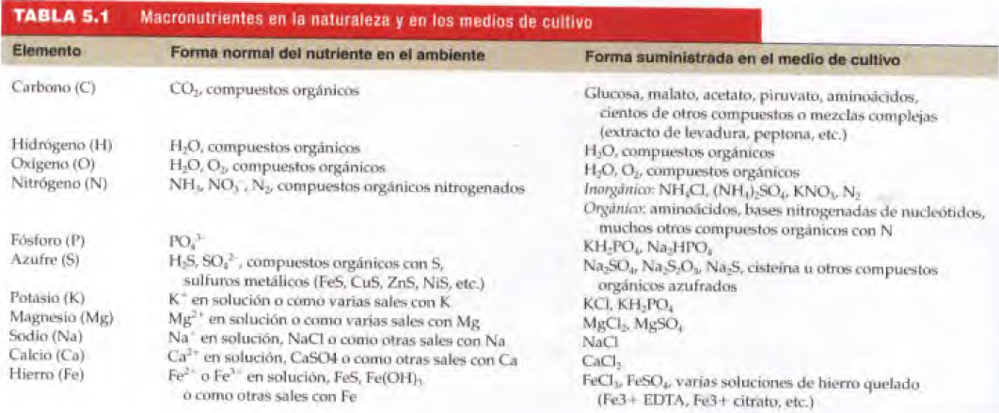 TABLA 5.1 Macronutrientes en la naturaleza y en los medios de cultivo
Elemento Forma normal del nutriente en el ambiente Forma suministrada en el medio de cultivo
Carbono (C) CO₂, compuestos orgánicos Glucosa, malato, acetato, piruvato, aminoácidos,
cientos de otros compuestos o mezclas complejas
(extracto de levadura, peptona, etc.)
Hidrógeno (H) H₂O, compuestos orgánicos H₂O, compuestos orgánicos
Oxígeno (O) H₂O, O₂, compuestos orgánicos H₂O, O₂, compuestos orgánicos
Nitrógeno (N) NH₃, NO₃⁻, N₂, compuestos orgánicos nitrogenados Inorgánico: NH₄Cl, (NH₄)₂SO₄, KNO₃, N₂
Orgánico: aminoácidos, bases nitrogenadas de nucleótidos,
muchos otros compuestos orgánicos con N
Fósforo (P) PO₄³⁻ KH₂PO₄, Na₂HPO₄
Azufre (S) H₂S, SO₄²⁻, compuestos orgánicos con S, Na₂SO₄, Na₂S₂O₃, Na₂S, cisteína u otros compuestos
sulfuros metálicos (FeS, CuS, ZnS, NiS, etc.) orgánicos azufrados
Potasio (K) K⁺ en solución o como varias sales con K KCl, KH₂PO₄
Magnesio (Mg) Mg²⁺ en solución o como varias sales con Mg MgCl₂, MgSO₄
Sodio (Na) Na⁺ en solución, NaCl o como otras sales con Na NaCl
Calcio (Ca) Ca²⁺ en solución, CaSO4 o como otras sales con Ca CaCl₂
Hierro (Fe) Fe²⁺ o Fe³⁺ en solución, FeS, Fe(OH)₃ FeCl₃, FeSO₄, varias soluciones de hierro quelado
o como otras sales con Fe (Fe3+ EDTA, Fe3+ citrato, etc.)